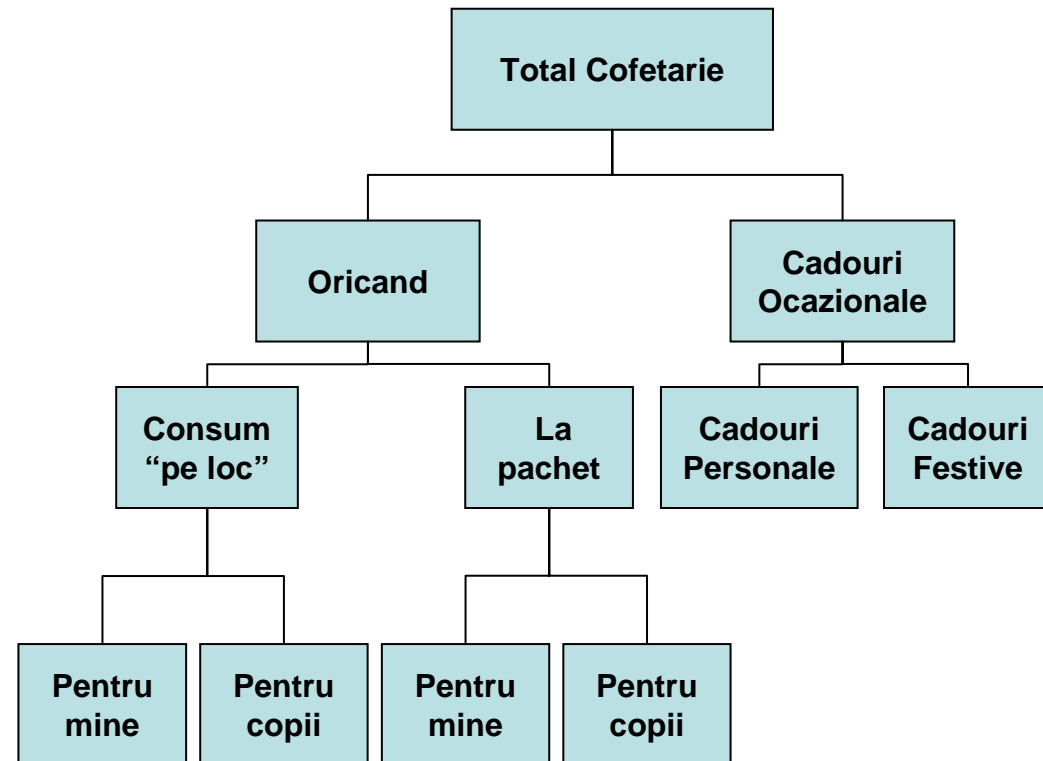 Total Cofetarie
Oricand
Cadouri
Ocazionale
Consum
“pe loc”
La
pachet
Cadouri
Personale
Cadouri
Festive
Pentru
mine
Pentru
copii
Pentru
mine
Pentru
copii